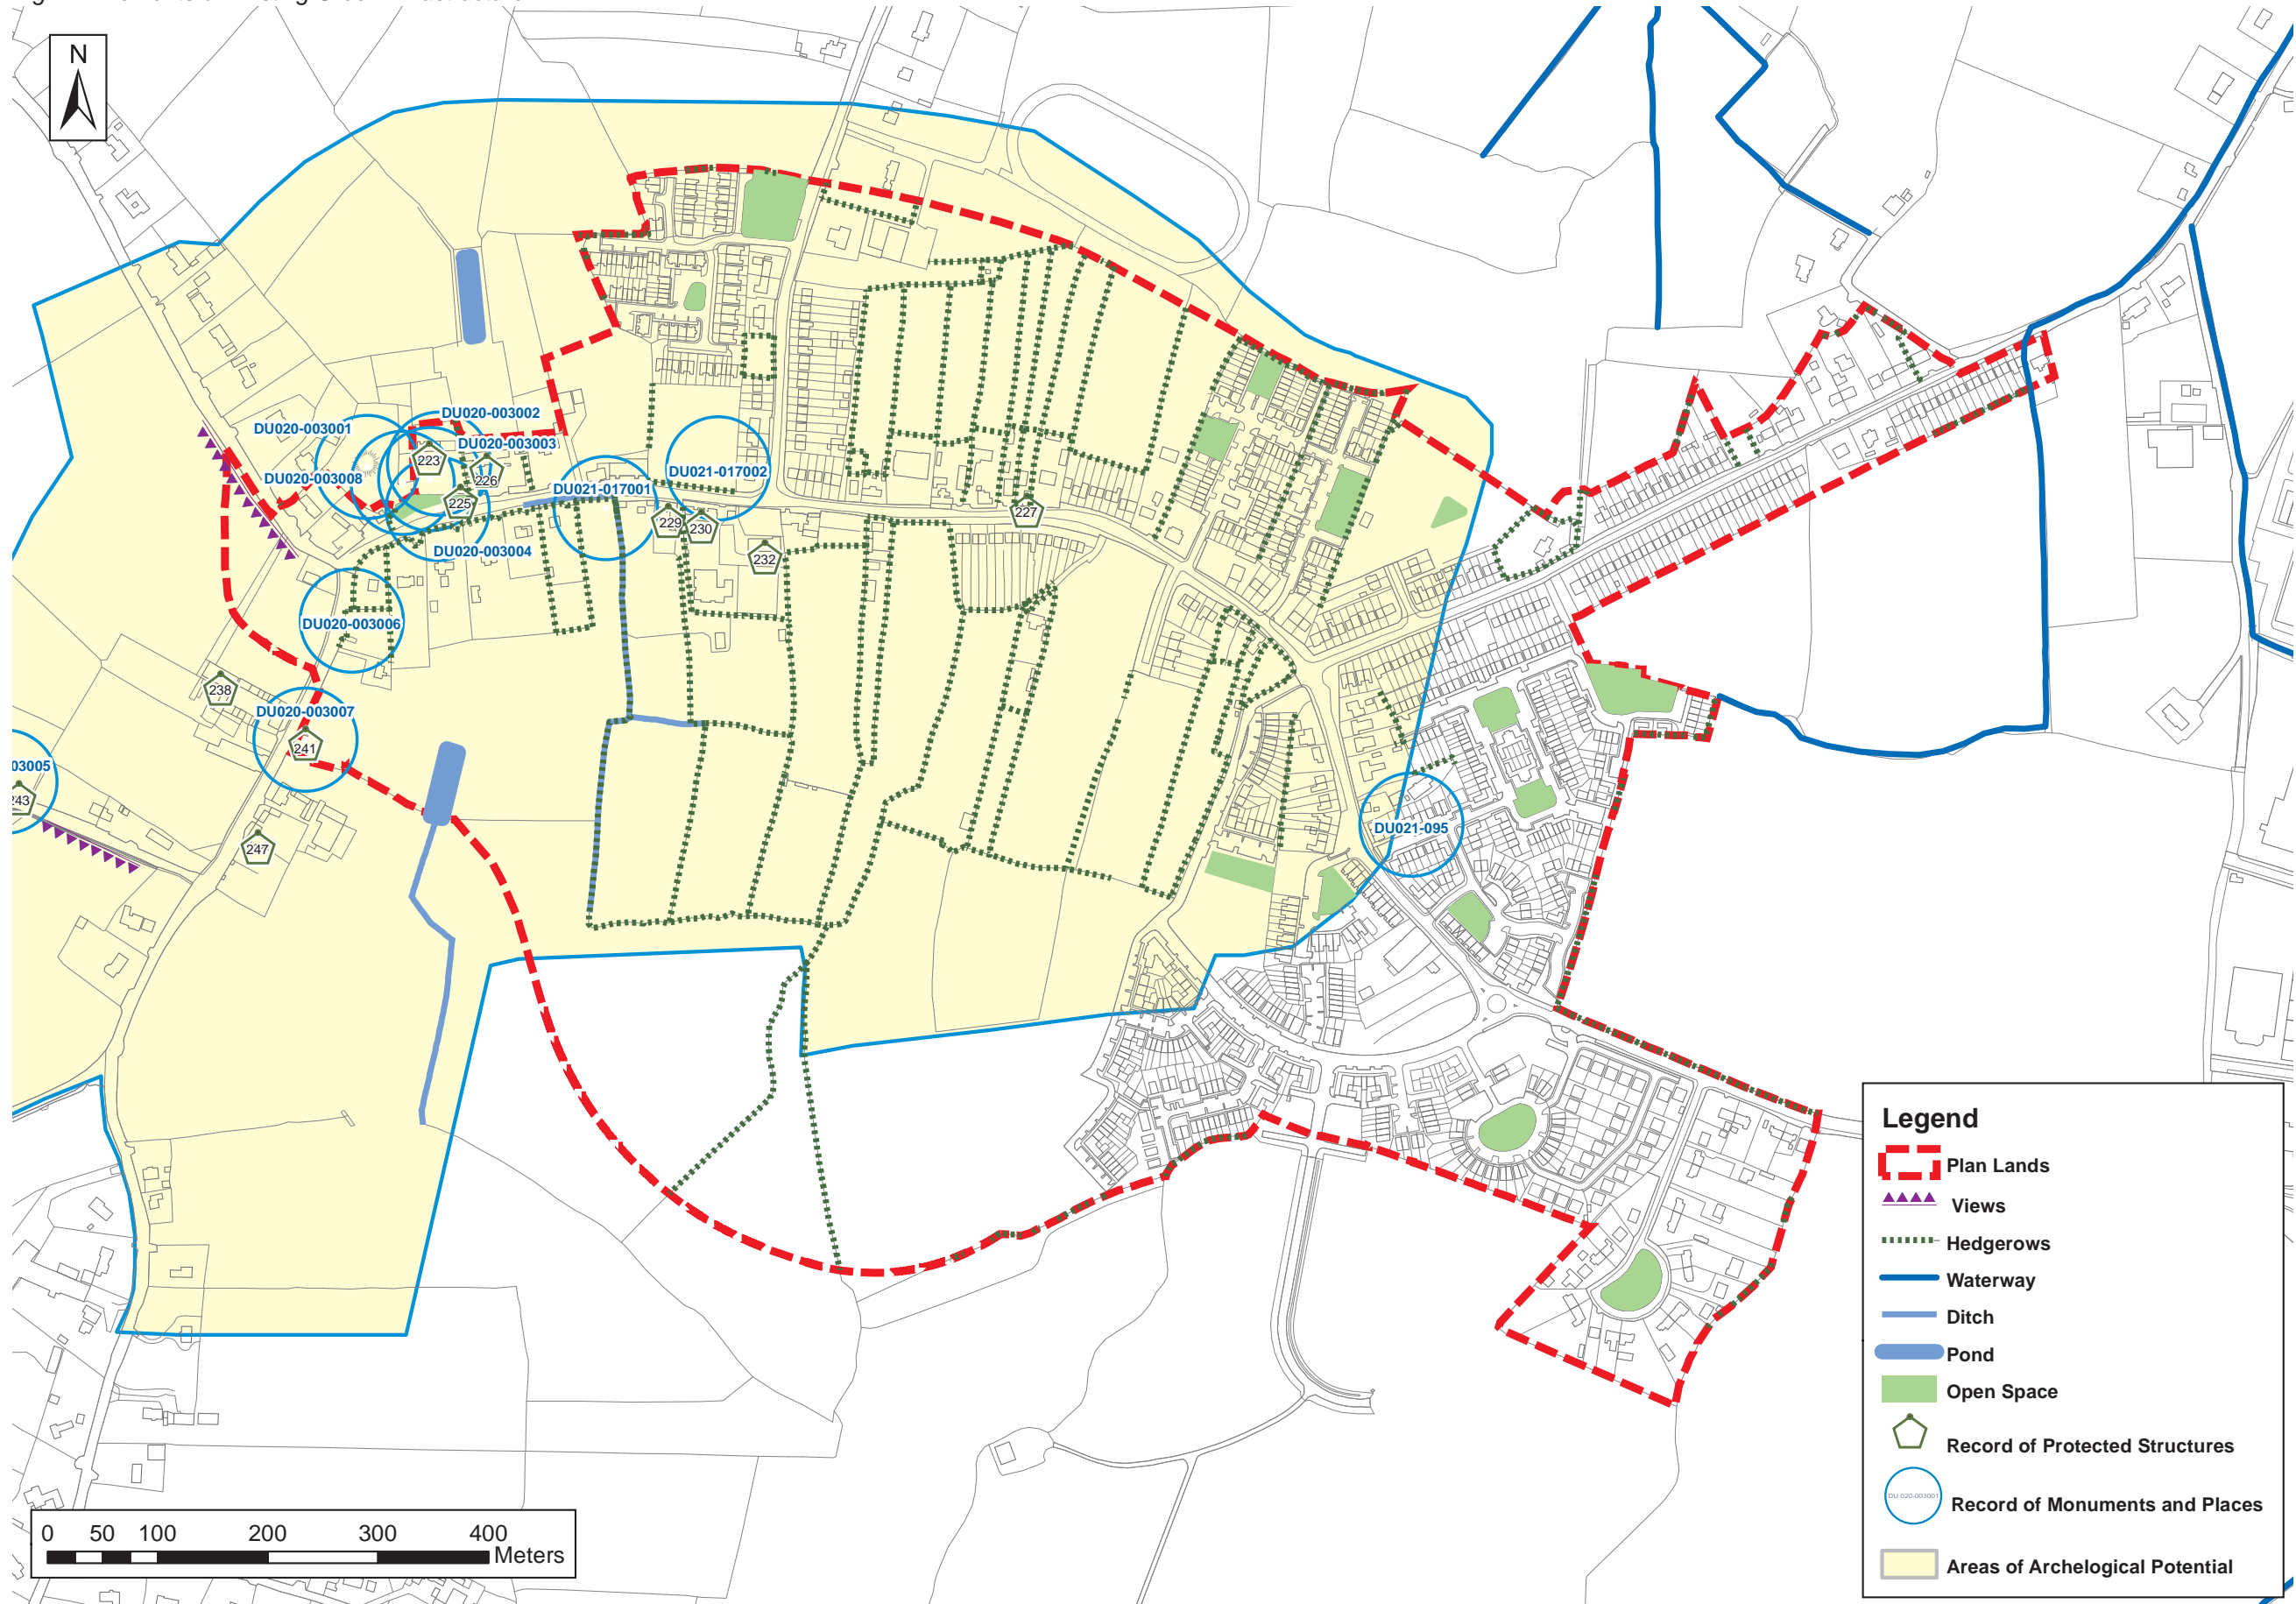 N
DU020-003002
DU020-003001
DU020-003003
223
DU020-003008
226
DU021-017002
DU021-017001
225
229
230
227
DU020-003004
232
DU020-003006
238
DU020-003007
241
03005
243
DU021-095
247
Legend
Plan Lands
Views
Hedgerows
Waterway
Ditch
Pond
Open Space
Record of Protected Structures
DU 020-003001
Record of Monuments and Places
Areas of Archelogical Potential
0 50 100 200 300 400
Meters